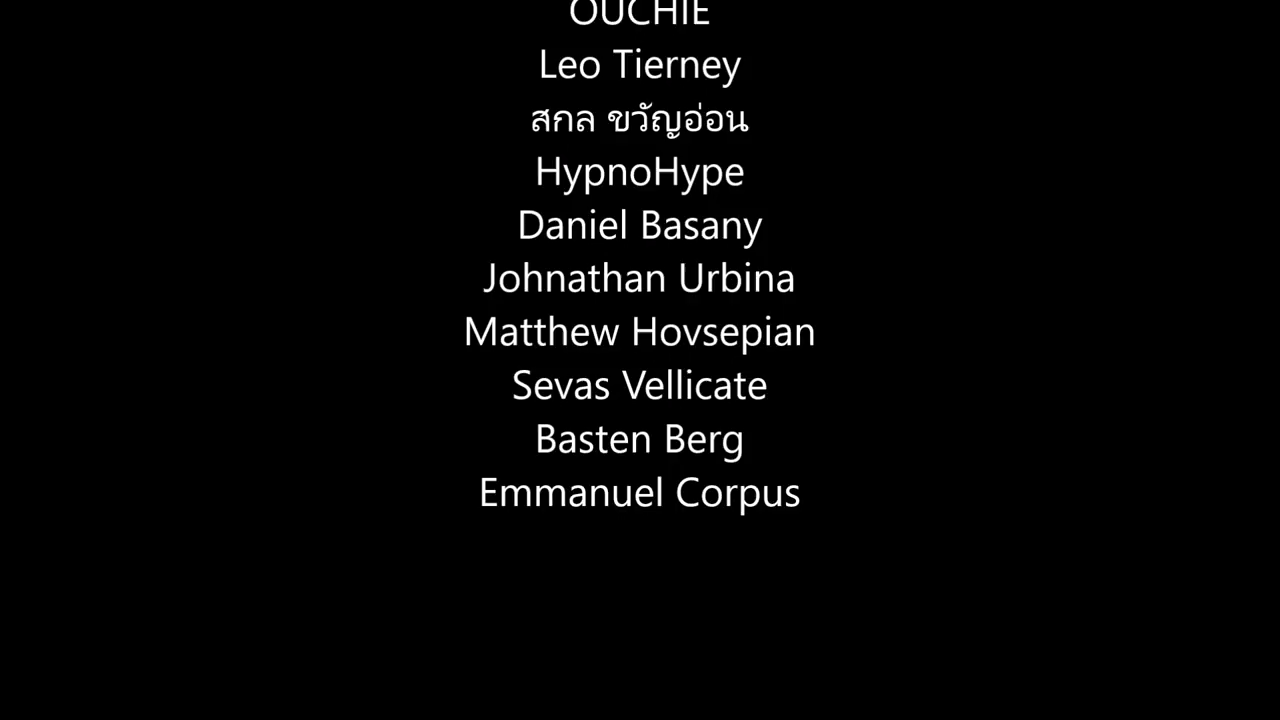 OUCHIE
Leo Tierney
สกล ขวัญอ่อน
HypnoHype
Daniel Basany
Johnathan Urbina
Matthew Hovsepian
Sevas Vellicate
Basten Berg
Emmanuel Corpus